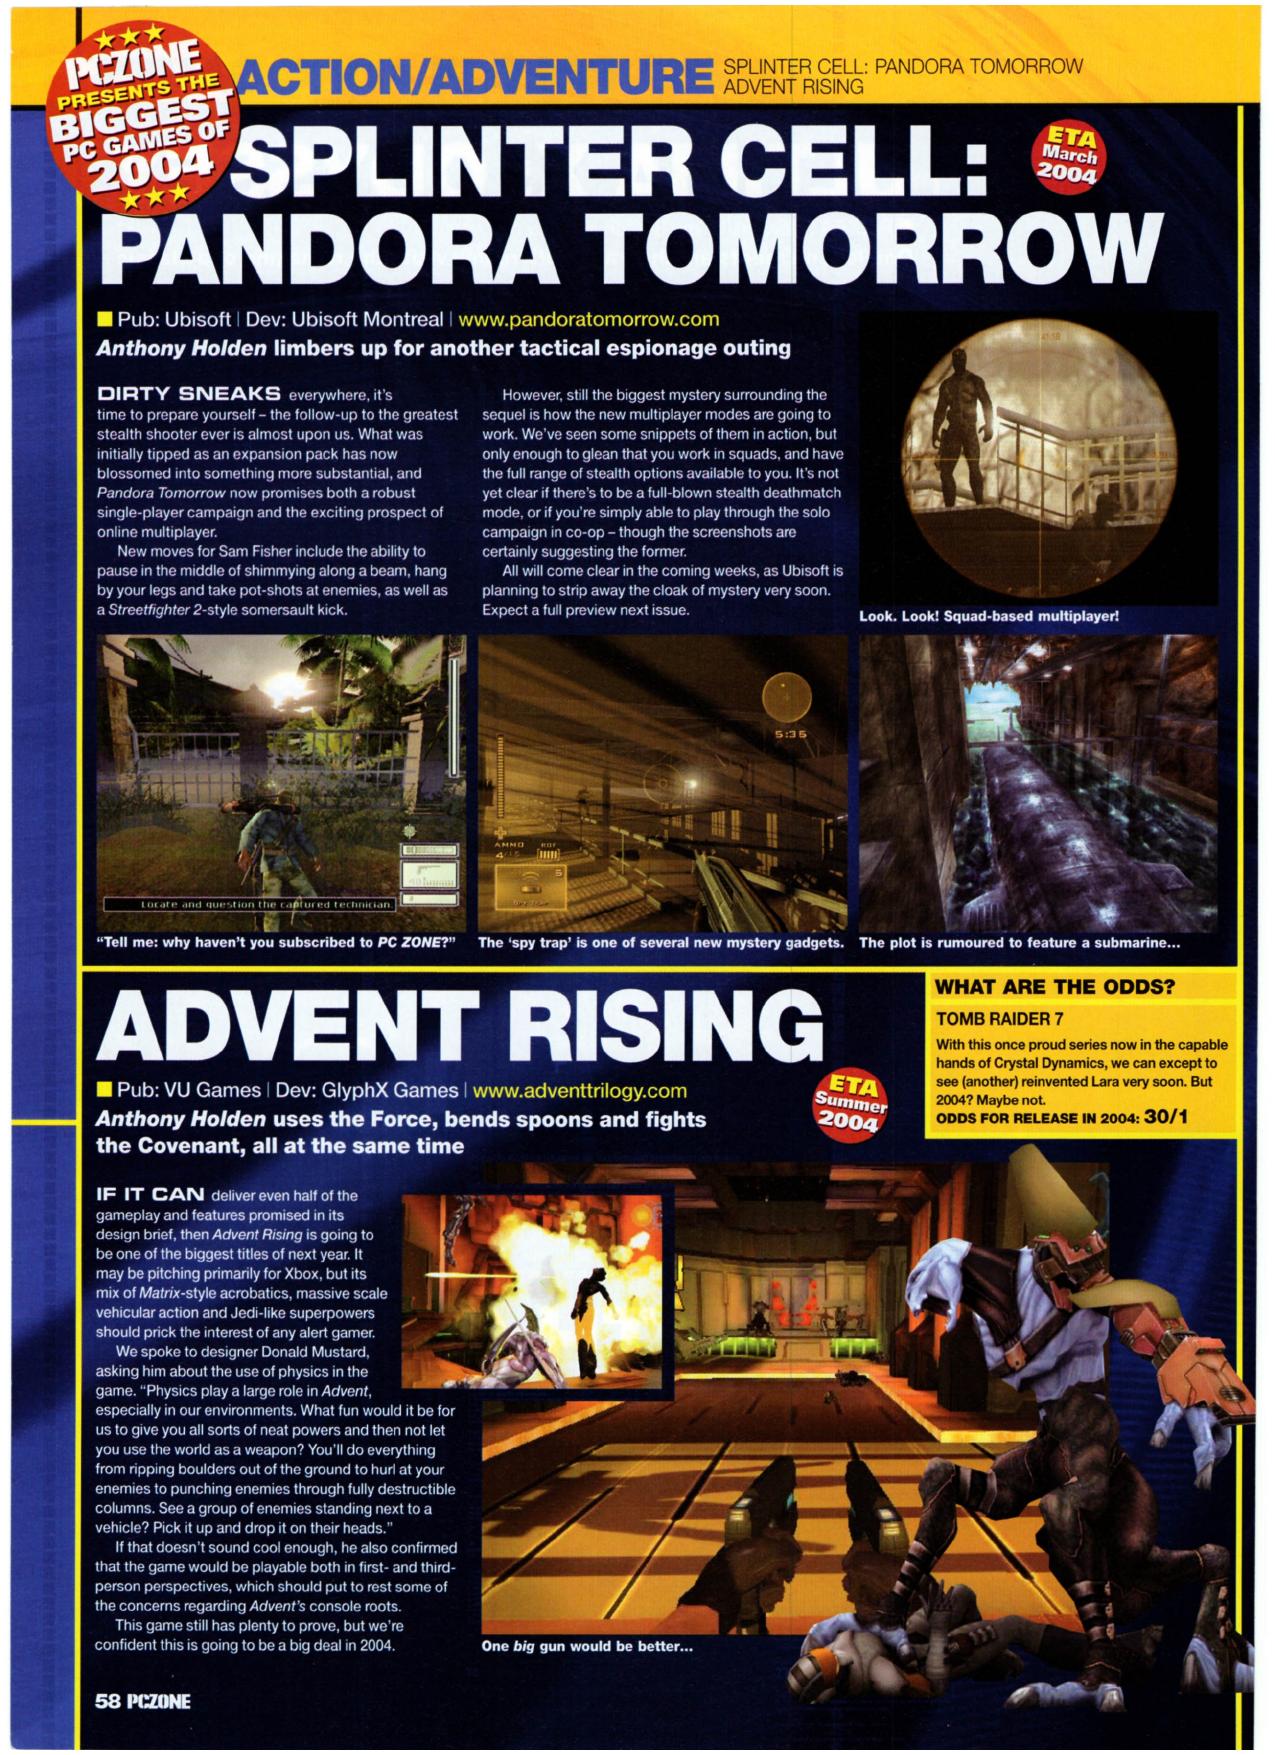 PCZONE
PRESENTS THE
BIGGEST
PC GAMES OF
2004
ACTION/ADVENTURE
SPLINTER CELL: PANDORA TOMORROW
ADVENT RISING
SPLINTER CELL:
PANDORA TOMORROW
ETA
March
2004
Pub: Ubisoft | Dev: Ubisoft Montreal | www.pandoratomorrow.com
Anthony Holden limbers up for another tactical espionage outing
DIRTY SNEAKS everywhere, it's
time to prepare yourself – the follow-up to the greatest
stealth shooter ever is almost upon us. What was
initially tipped as an expansion pack has now
blossomed into something more substantial, and
Pandora Tomorrow now promises both a robust
single-player campaign and the exciting prospect of
online multiplayer.
New moves for Sam Fisher include the ability to
pause in the middle of shimmying along a beam, hang
by your legs and take pot-shots at enemies, as well as
a Streetfighter 2-style somersault kick.
However, still the biggest mystery surrounding the
sequel is how the new multiplayer modes are going to
work. We've seen some snippets of them in action, but
only enough to glean that you work in squads, and have
the full range of stealth options available to you. It's not
yet clear if there's to be a full-blown stealth deathmatch
mode, or if you're simply able to play through the solo
campaign in co-op – though the screenshots are
certainly suggesting the former.
All will come clear in the coming weeks, as Ubisoft is
planning to strip away the cloak of mystery very soon.
Expect a full preview next issue.
Look. Look! Squad-based multiplayer!
Locate and question the captured technician.
5:35
AMMO
ROF
4/15
5
"Tell me: why haven't you subscribed to PC ZONE?"
The 'spy trap' is one of several new mystery gadgets.
The plot is rumoured to feature a submarine...
ADVENT RISING
Pub: VU Games | Dev: GlyphX Games | www.adventtrilogy.com
ETA
Summer
2004
Anthony Holden uses the Force, bends spoons and fights
the Covenant, all at the same time
WHAT ARE THE ODDS?
TOMB RAIDER 7
With this once proud series now in the capable
hands of Crystal Dynamics, we can except to
see (another) reinvented Lara very soon. But
2004? Maybe not.
ODDS FOR RELEASE IN 2004: 30/1
IF IT CAN deliver even half of the
gameplay and features promised in its
design brief, then Advent Rising is going to
be one of the biggest titles of next year. It
may be pitching primarily for Xbox, but its
mix of Matrix-style acrobatics, massive scale
vehicular action and Jedi-like superpowers
should prick the interest of any alert gamer.
We spoke to designer Donald Mustard,
asking him about the use of physics in the
game. "Physics play a large role in Advent,
especially in our environments. What fun would it be for
us to give you all sorts of neat powers and then not let
you use the world as a weapon? You'll do everything
from ripping boulders out of the ground to hurl at your
enemies to punching enemies through fully destructible
columns. See a group of enemies standing next to a
vehicle? Pick it up and drop it on their heads."
If that doesn't sound cool enough, he also confirmed
that the game would be playable both in first- and third-
person perspectives, which should put to rest some of
the concerns regarding Advent's console roots.
This game still has plenty to prove, but we're
confident this is going to be a big deal in 2004.
One big gun would be better...
58 PCZONE